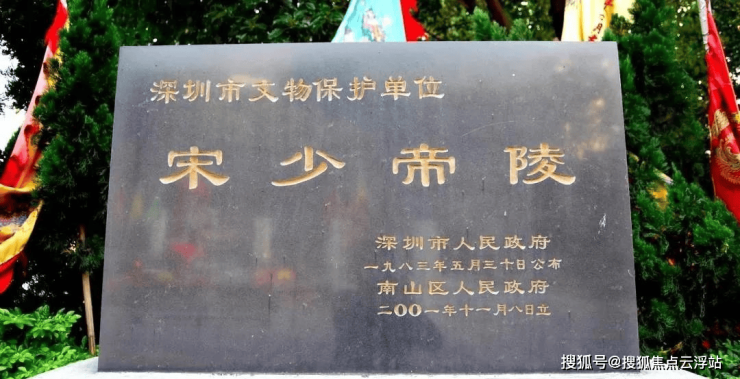 深圳市文物保护单位
宋少帝陵
深圳市人民政府
一九八三年五月三十日公布
南山区人民政府
二〇〇一年十一月八日立
搜狐号@搜狐焦点云浮站